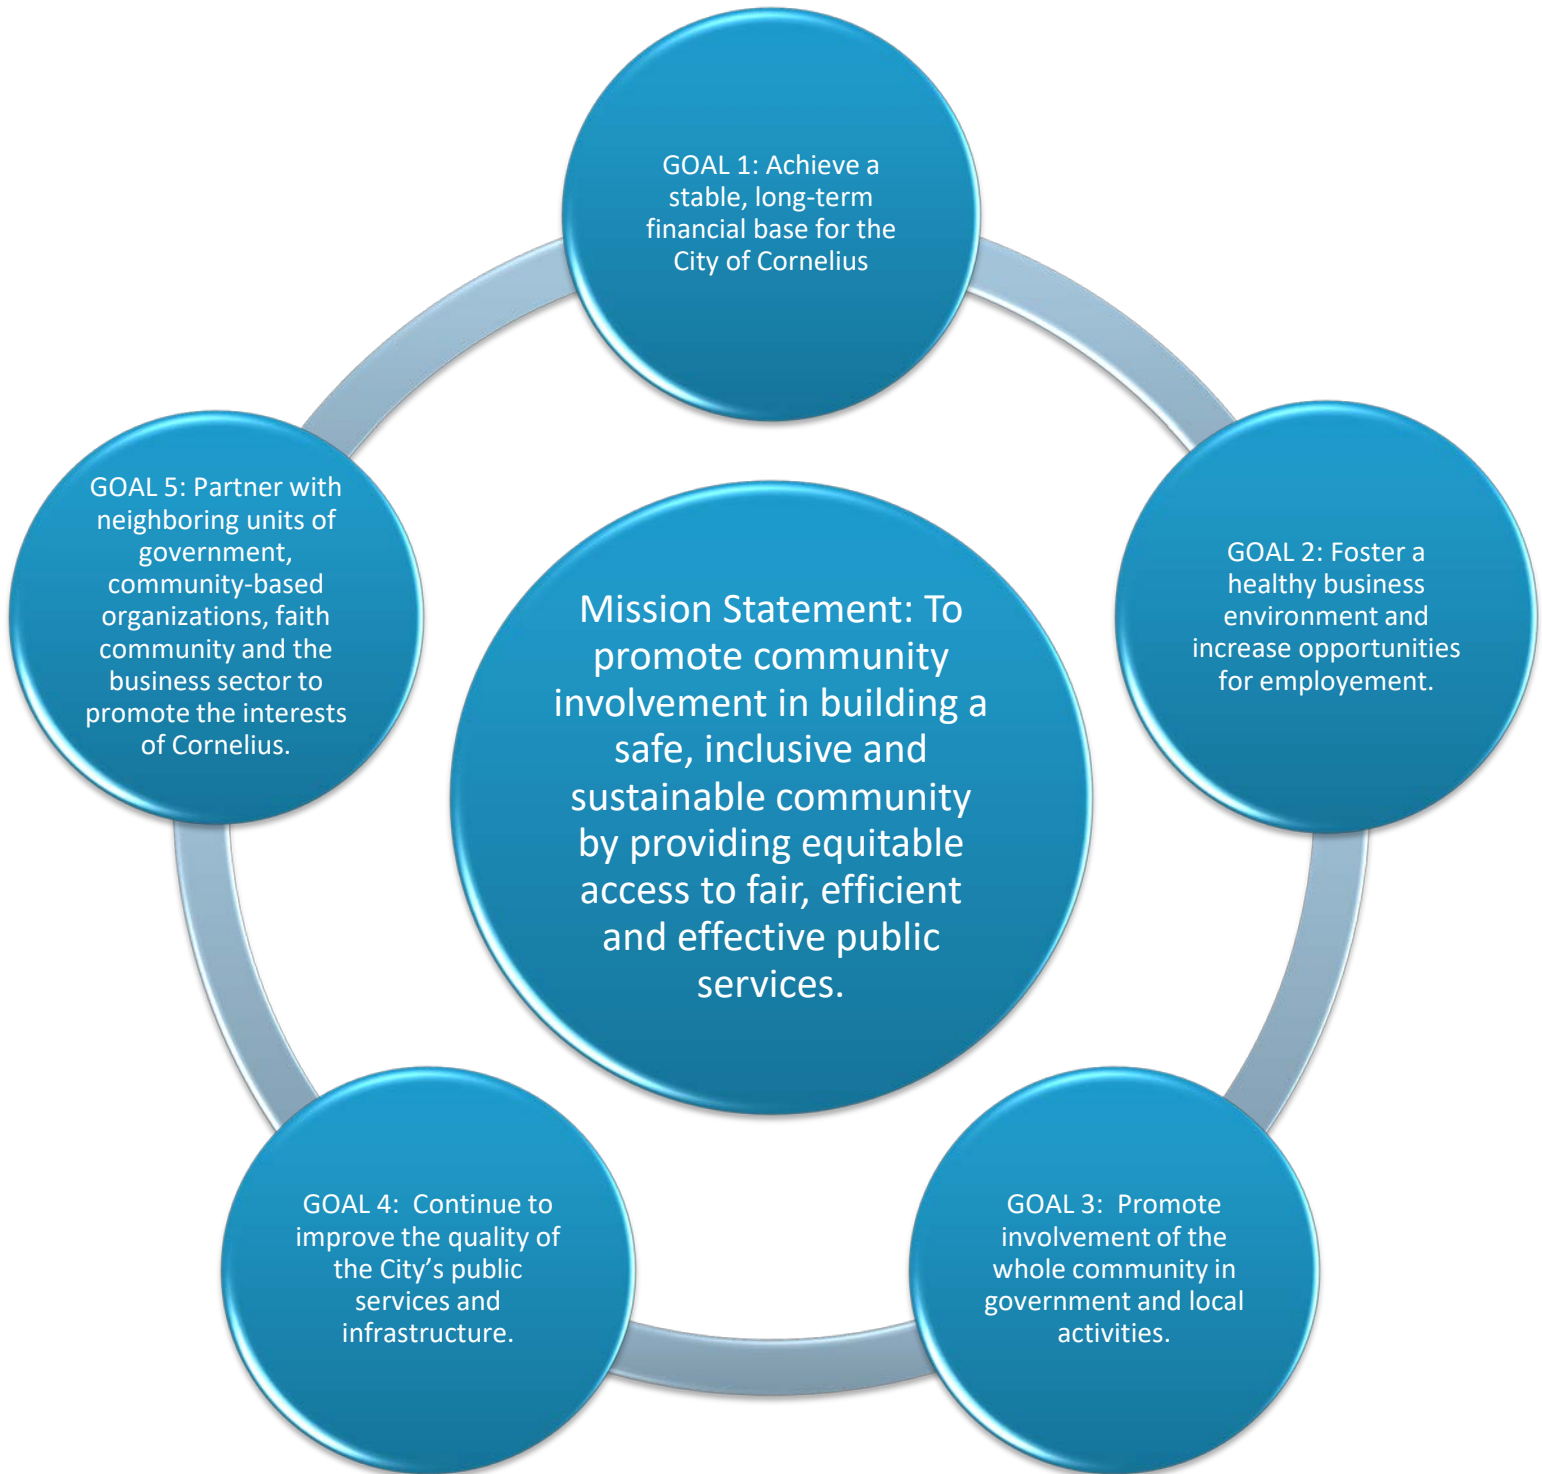 GOAL 1: Achieve a
stable, long-term
financial base for the
City of Cornelius
GOAL 2: Foster a
healthy business
environment and
increase opportunities
for employement.
GOAL 3:  Promote
involvement of the
whole community in
government and local
activities.
GOAL 4:  Continue to
improve the quality of
the City’s public
services and
infrastructure.
GOAL 5: Partner with
neighboring units of
government,
community-based
organizations, faith
community and the
business sector to
promote the interests
of Cornelius.
Mission Statement: To
promote community
involvement in building a
safe, inclusive and
sustainable community
by providing equitable
access to fair, efficient
and effective public
services.